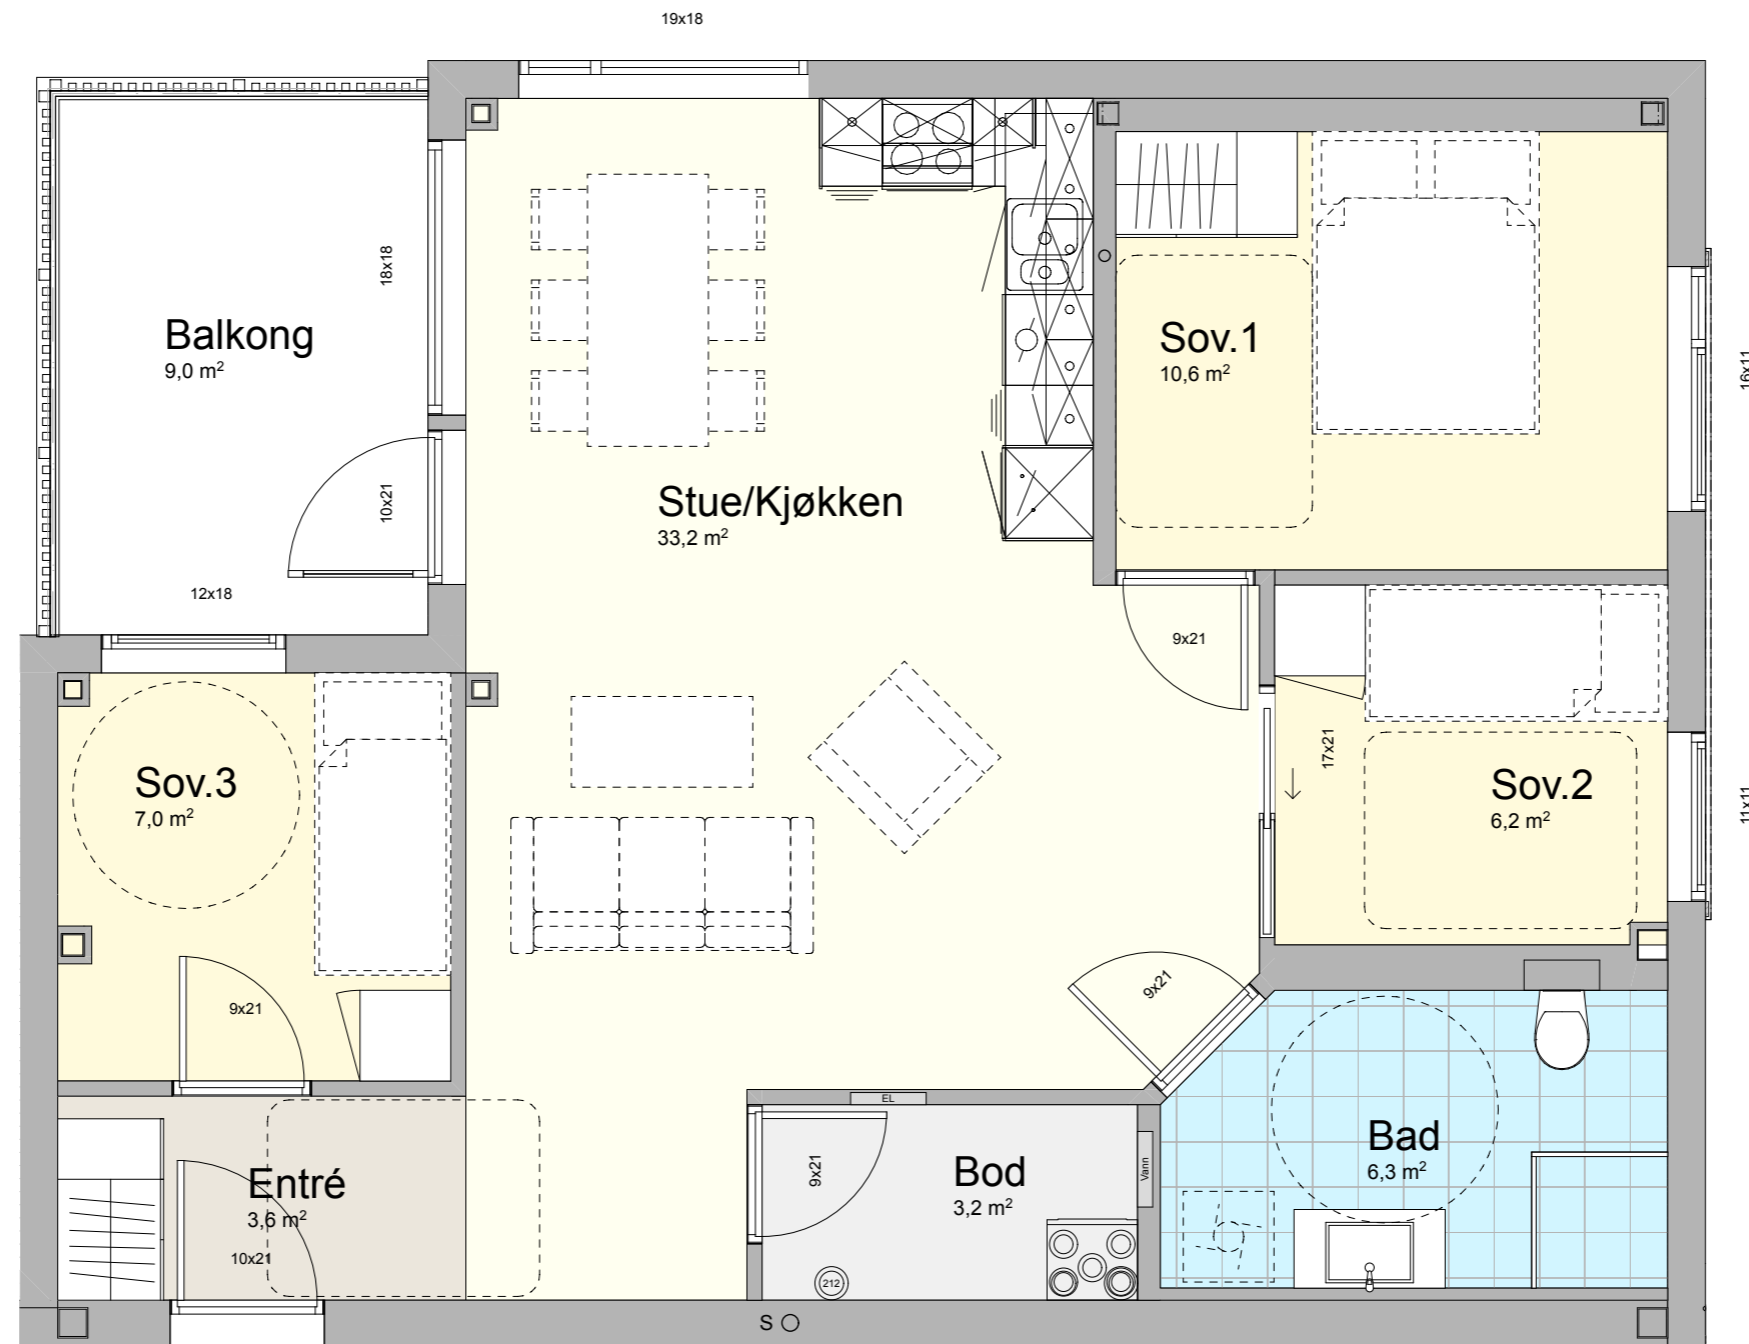 19x18
18x18
Balkong
9,0 m²
10x21
12x18
Stue/Kjøkken
33,2 m²
Sov.1
10,6 m²
16x11
9x21
17x21
Sov.2
6,2 m²
11x11
Sov.3
7,0 m²
9x21
9x21
EL
Entré
3,6 m²
10x21
9x21
Bod
3,2 m²
212
Vann
Bad
6,3 m²
S